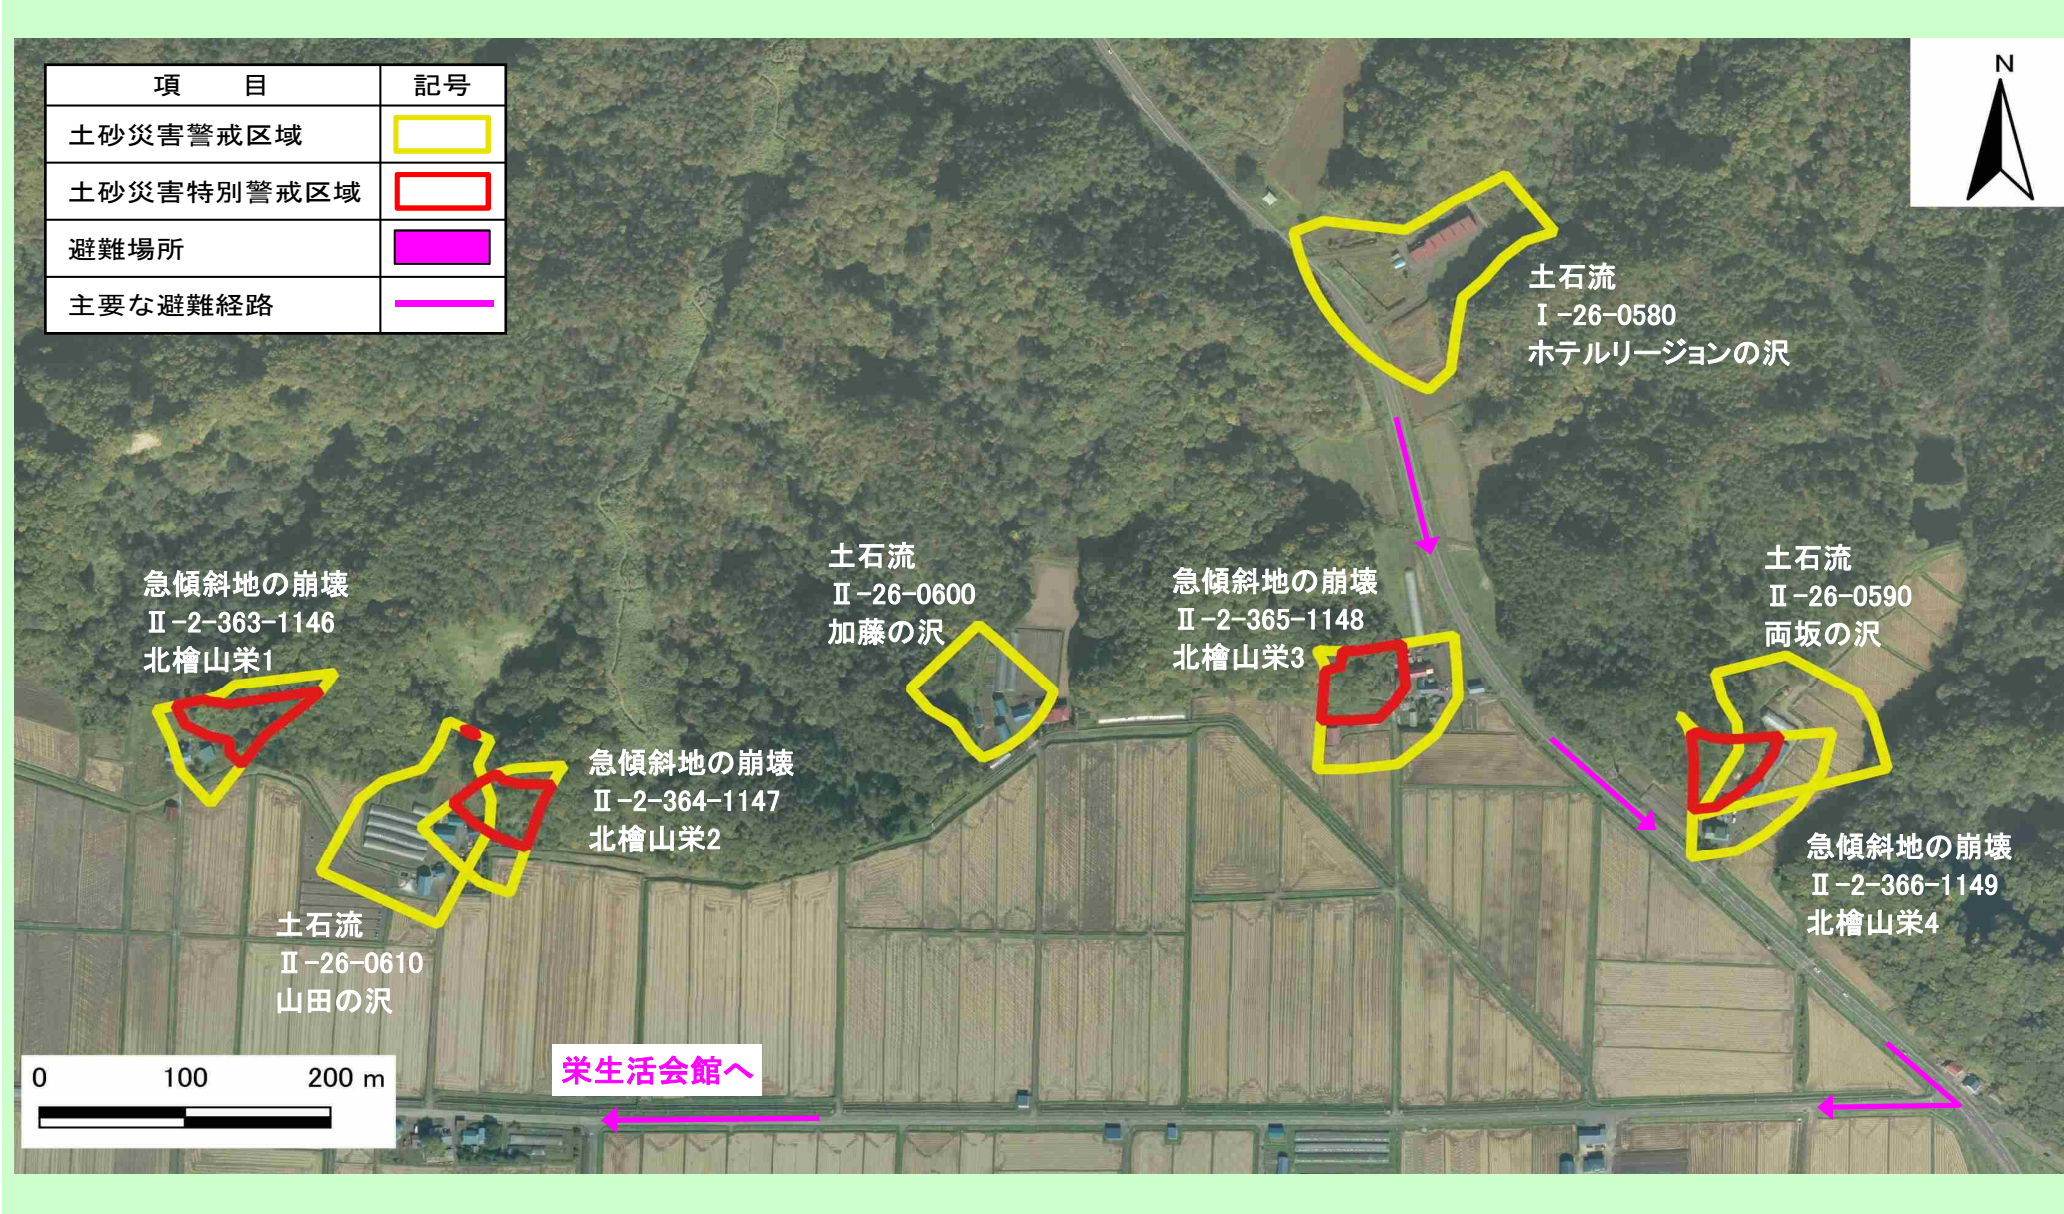 項 目 記号
土砂災害警戒区域
土砂災害特別警戒区域
避難場所
主要な避難経路
N
土石流
Ⅰ-26-0580
ホテルリージョンの沢
急傾斜地の崩壊
Ⅱ-2-363-1146
北檜山栄1
土石流
Ⅱ-26-0600
加藤の沢
急傾斜地の崩壊
Ⅱ-2-365-1148
北檜山栄3
土石流
Ⅱ-26-0590
両坂の沢
急傾斜地の崩壊
Ⅱ-2-364-1147
北檜山栄2
急傾斜地の崩壊
Ⅱ-2-366-1149
北檜山栄4
土石流
Ⅱ-26-0610
山田の沢
栄生活会館へ
0 100 200 m